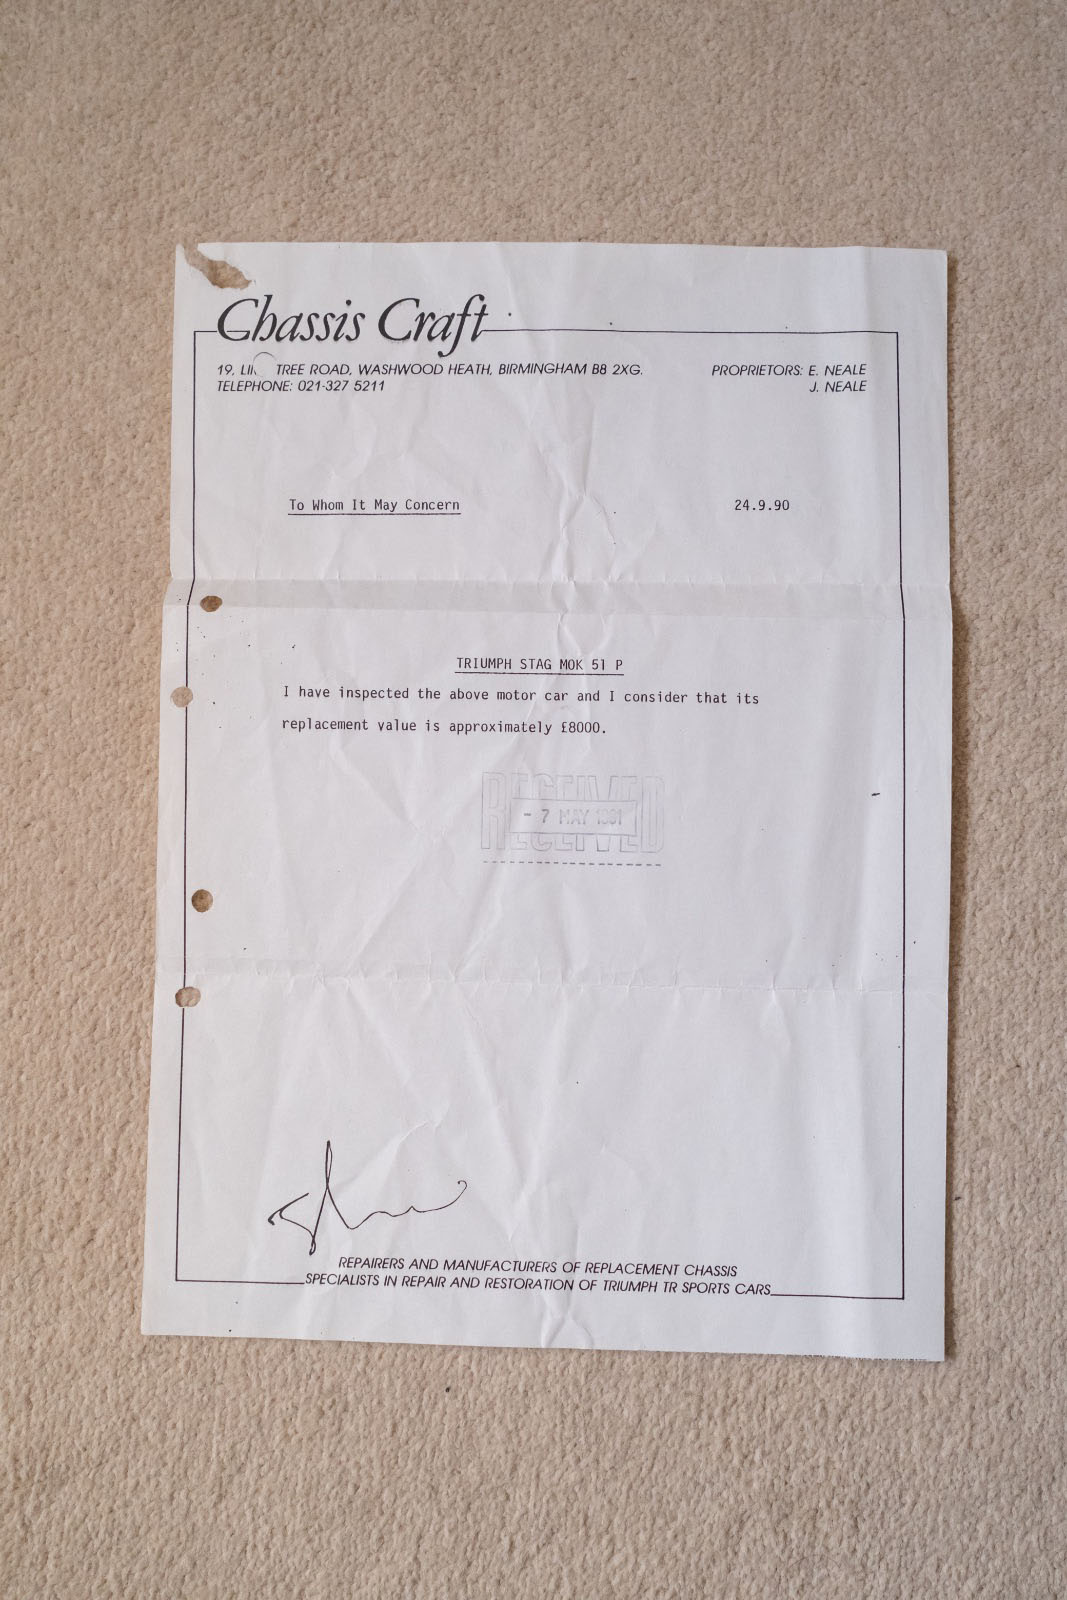 Chassis Craft
19, TREE ROAD, WASHWOOD HEATH, BIRMINGHAM B8 2XG.
TELEPHONE: 021-327 5211
PROPRIETORS: E. NEALE
J. NEALE
To Whom It May Concern
24.9.90
TRIUMPH STAG MOK 51 P
I have inspected the above motor car and I consider that its
replacement value is approximately £8000.
RECEIVED
- 7 MAY 1991
REPAIRERS AND MANUFACTURERS OF REPLACEMENT CHASSIS
SPECIALISTS IN REPAIR AND RESTORATION OF TRIUMPH TR SPORTS CARS